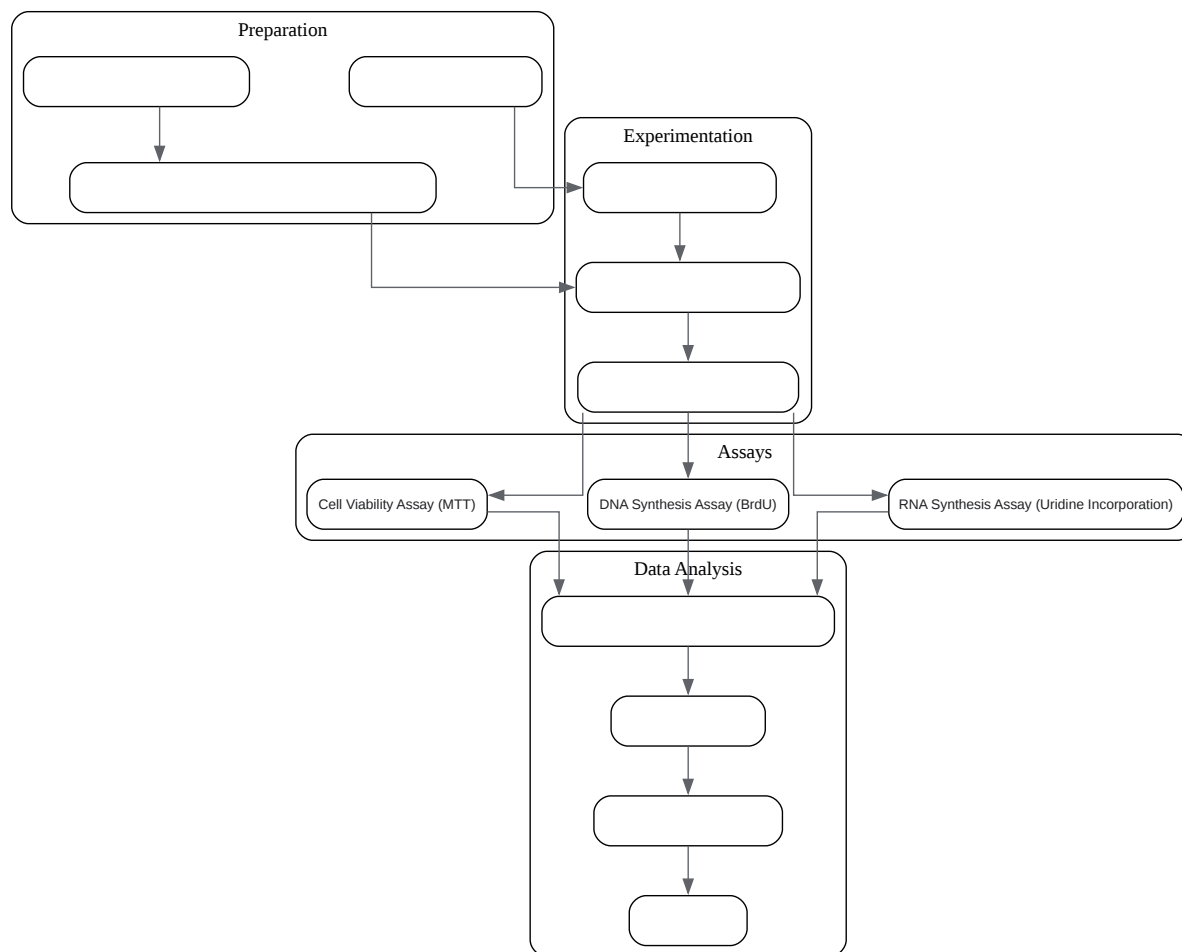 Preparation
Experimentation
Assays
Cell Viability Assay (MTT)
DNA Synthesis Assay (BrdU)
RNA Synthesis Assay (Uridine Incorporation)
Data Analysis